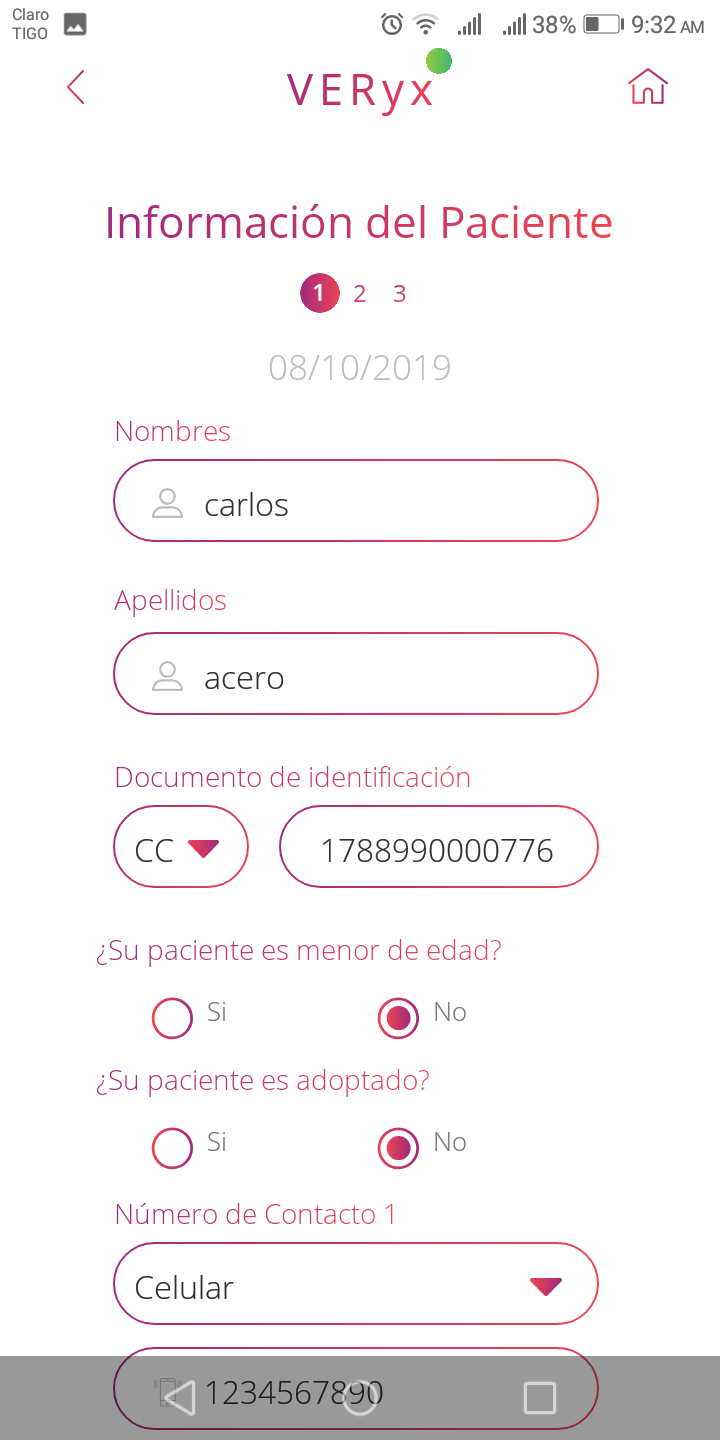 Claro
TIGO
38%
9:32 AM
VERyx
Información del Paciente
1 2 3
08/10/2019
Nombres
carlos
Apellidos
acero
Documento de identificación
CC 1788990000776
¿Su paciente es menor de edad?
Si No
¿Su paciente es adoptado?
Si No
Número de Contacto 1
Celular
1234567890